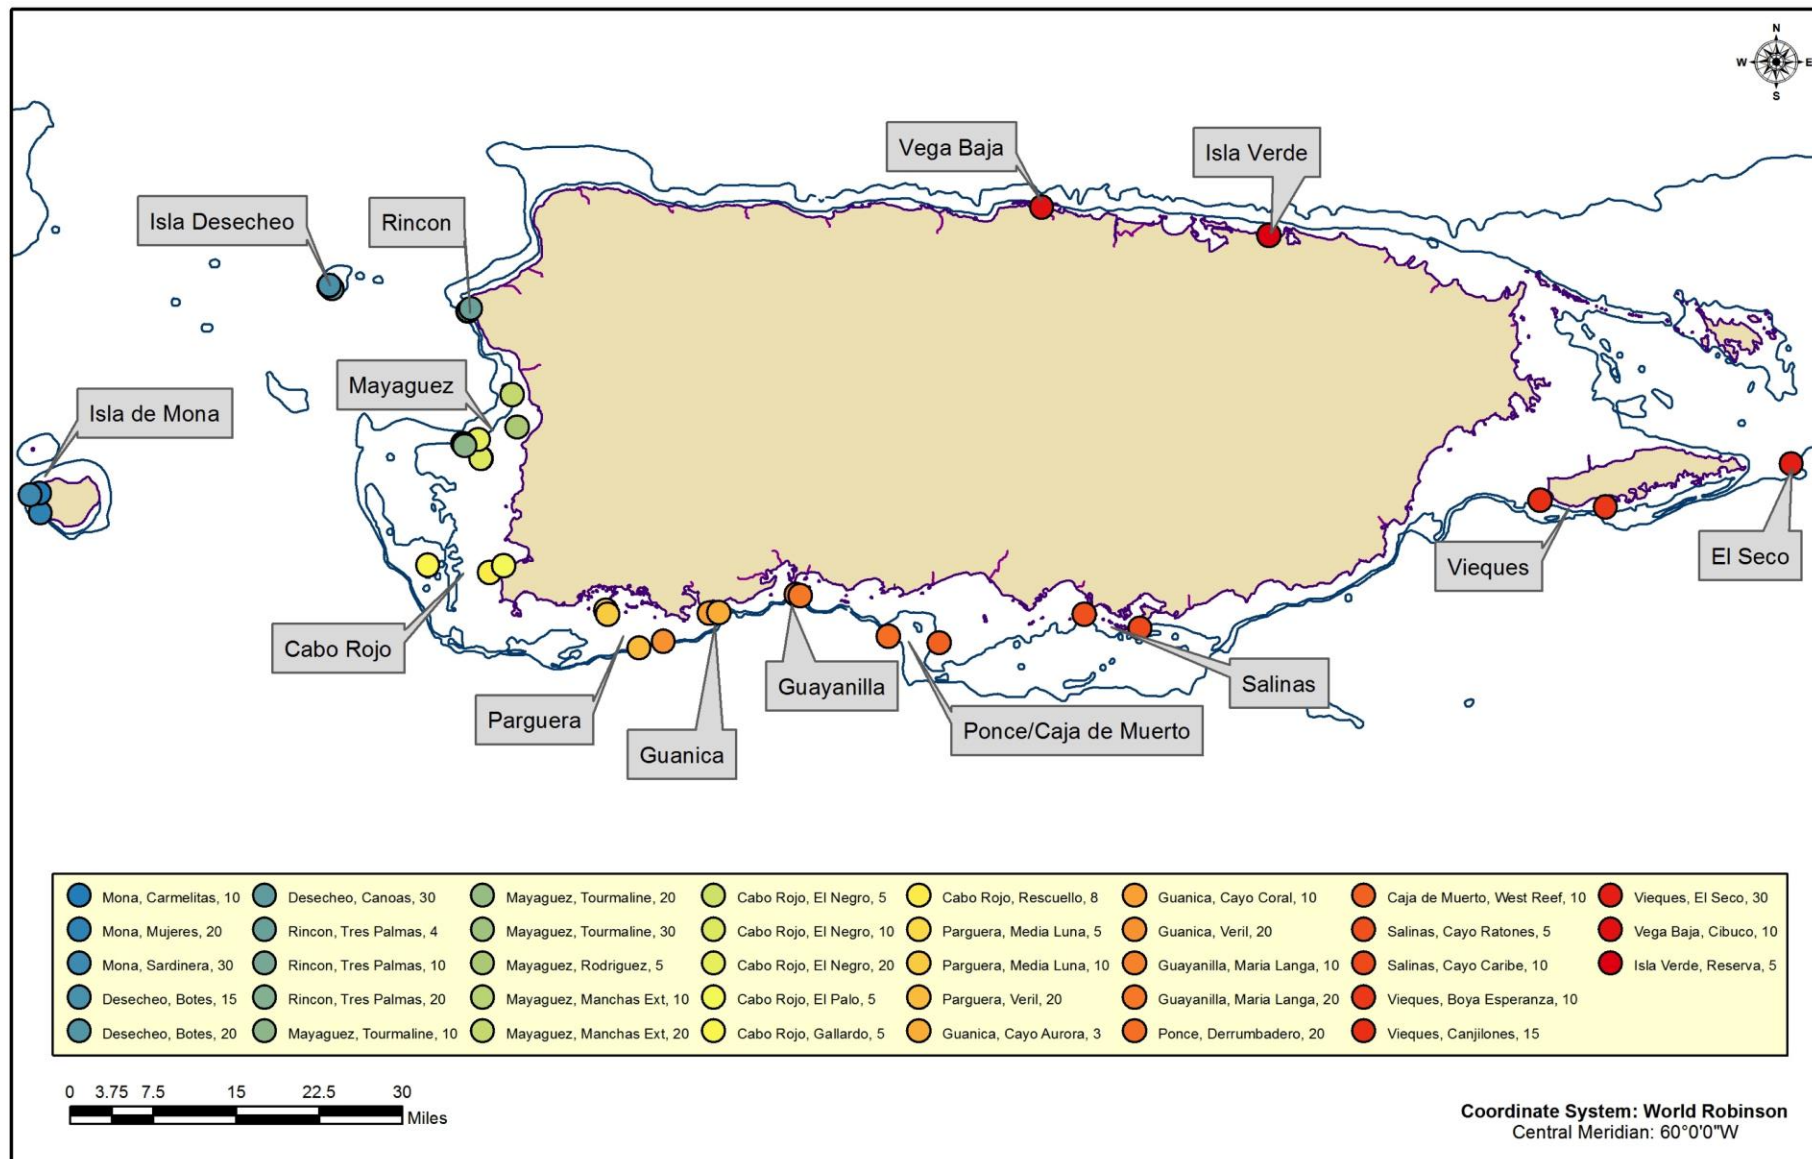 N
W E
S
Vega Baja
Isla Verde
Isla Desecheo
Rincon
Mayaguez
Isla de Mona
El Seco
Vieques
Cabo Rojo
Salinas
Guayanilla
Parguera
Ponce/Caja de Muerto
Guanica
Mona, Carmelitas, 10
Mona, Mujeres, 20
Mona, Sardinera, 30
Desecheo, Botes, 15
Desecheo, Botes, 20
Desecheo, Canoas, 30
Rincon, Tres Palmas, 4
Rincon, Tres Palmas, 10
Rincon, Tres Palmas, 20
Mayaguez, Tourmaline, 10
Mayaguez, Tourmaline, 20
Mayaguez, Tourmaline, 30
Mayaguez, Rodriguez, 5
Mayaguez, Manchas Ext, 10
Mayaguez, Manchas Ext, 20
Cabo Rojo, El Negro, 5
Cabo Rojo, El Negro, 10
Cabo Rojo, El Negro, 20
Cabo Rojo, El Palo, 5
Cabo Rojo, Gallardo, 5
Cabo Rojo, Rescuello, 8
Parguera, Media Luna, 5
Parguera, Media Luna, 10
Parguera, Veril, 20
Guanica, Cayo Aurora, 3
Guanica, Cayo Coral, 10
Guanica, Veril, 20
Guayanilla, Maria Langa, 10
Guayanilla, Maria Langa, 20
Ponce, Derrumbadero, 20
Caja de Muerto, West Reef, 10
Salinas, Cayo Ratones, 5
Salinas, Cayo Caribe, 10
Vieques, Boya Esperanza, 10
Vieques, Canjilones, 15
Vieques, El Seco, 30
Vega Baja, Cibuco, 10
Isla Verde, Reserva, 5
0 3.75 7.5 15 22.5 30
Miles
Coordinate System: World Robinson
Central Meridian: 60°0'0"W